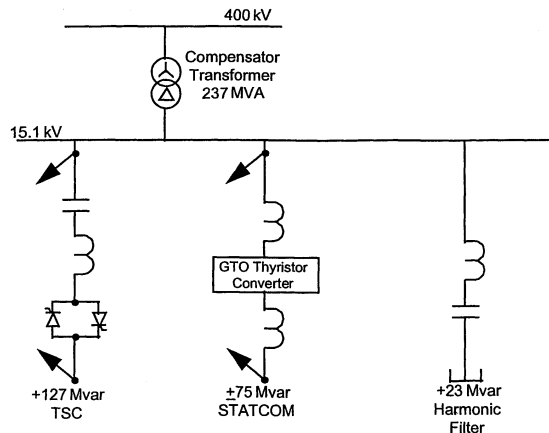 400 kV
Compensator
Transformer
237 MVA
15.1 kV
GTO Thyristor
Converter
+127 Mvar
TSC
±75 Mvar
STATCOM
+23 Mvar
Harmonic
Filter